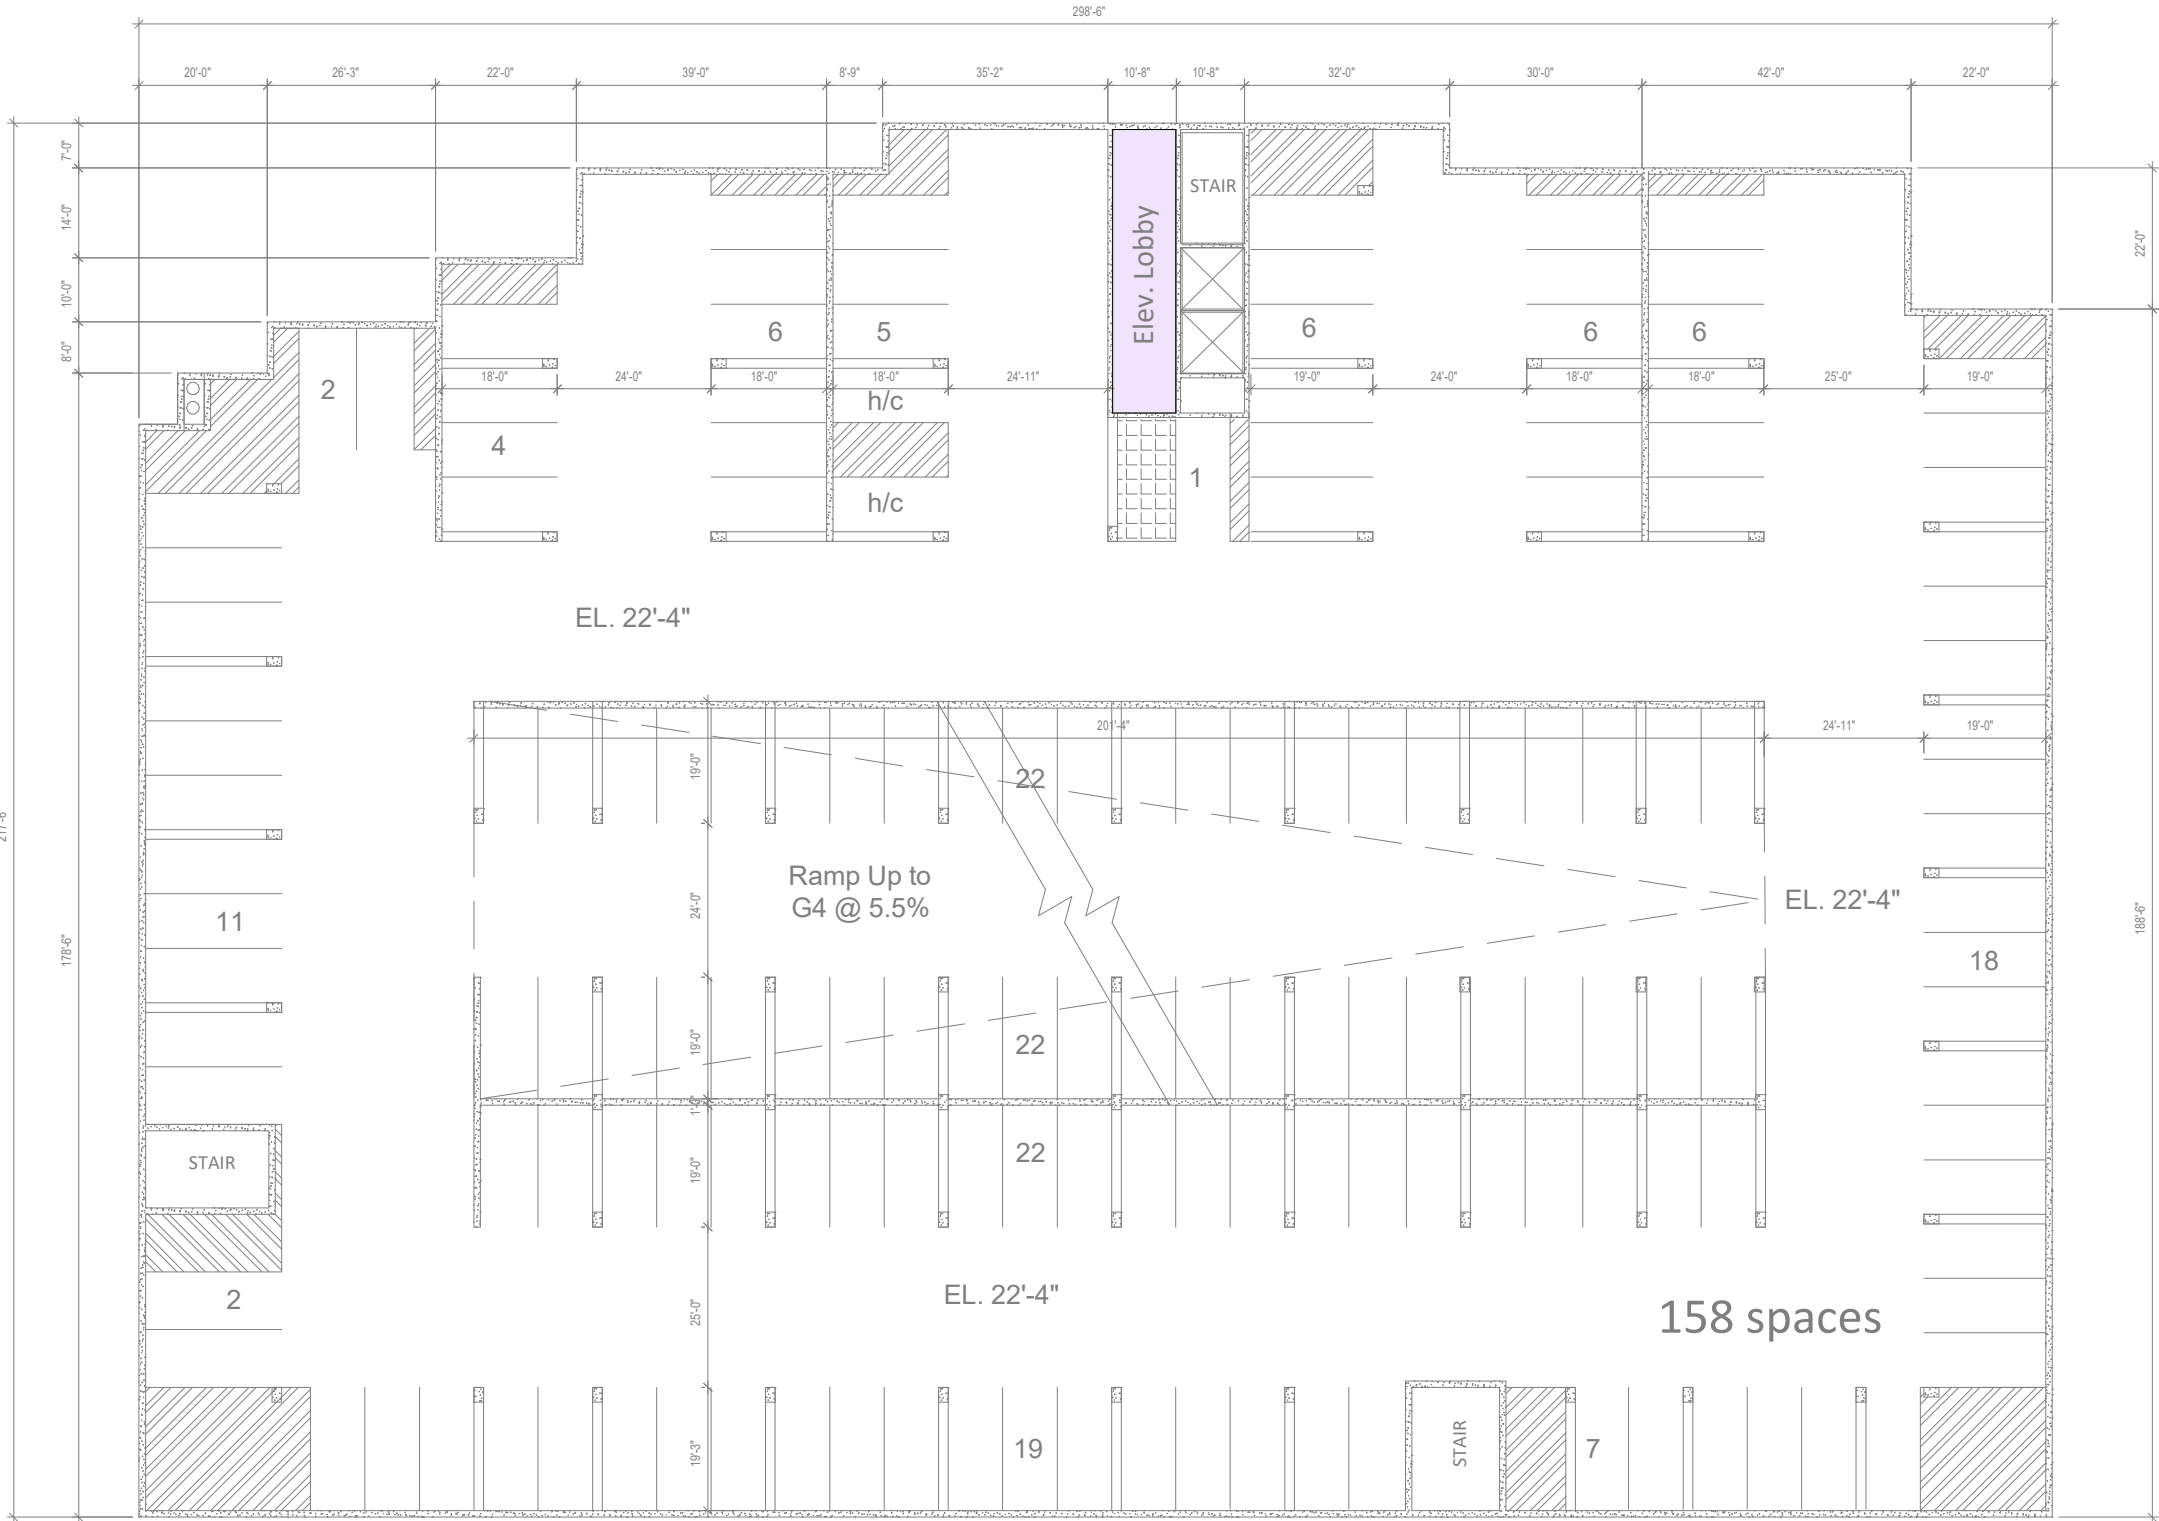 298'-6"
20'-0" 26'-3" 22'-0" 39'-0" 8'-9" 35'-2" 10'-8" 10'-8" 32'-0" 30'-0" 42'-0" 22'-0"
7'-0"
14'-0"
10'-0"
8'-0"
22'-0"
STAIR
Elev. Lobby
6 5 6 6 6
2
18'-0" 24'-0" 18'-0" 18'-0" 24'-11" 19'-0" 24'-0" 18'-0" 18'-0" 25'-0" 19'-0"
h/c
4
1
h/c
EL. 22'-4"
201'-4" 24'-11" 19'-0"
19'-0"
22
217'-6"
Ramp Up to
G4 @ 5.5%
24'-0"
EL. 22'-4"
11
178'-6"
188'-6"
18
19'-0"
22
1'-0"
22
STAIR
19'-0"
2
EL. 22'-4"
25'-0"
158 spaces
19'-3"
19
STAIR
7